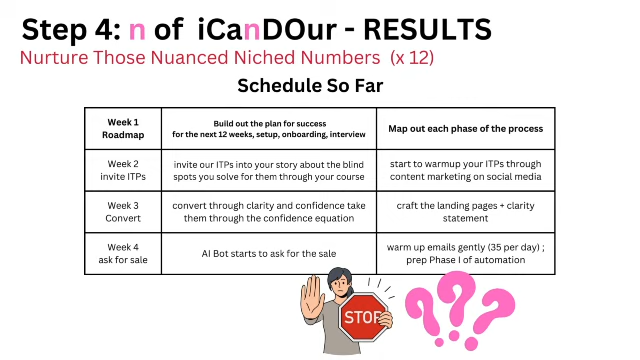 Step 4: n of iCanDOur - RESULTS
Nurture Those Nuanced Niched Numbers (x 12)
Schedule So Far
Week 1
Roadmap
Build out the plan for success
for the next 12 weeks, setup, onboarding, interview
Map out each phase of the process
Week 2
invite ITPs
invite our ITPs into your story about the blind
spots you solve for them through your course
start to warmup your ITPs through
content marketing on social media
Week 3
Convert
convert through clarity and confidence take
them through the confidence equation
craft the landing pages + clarity
statement
Week 4
ask for sale
AI Bot starts to ask for the sale
warm up emails gently (35 per day) ;
prep Phase I of automation
STOP
???